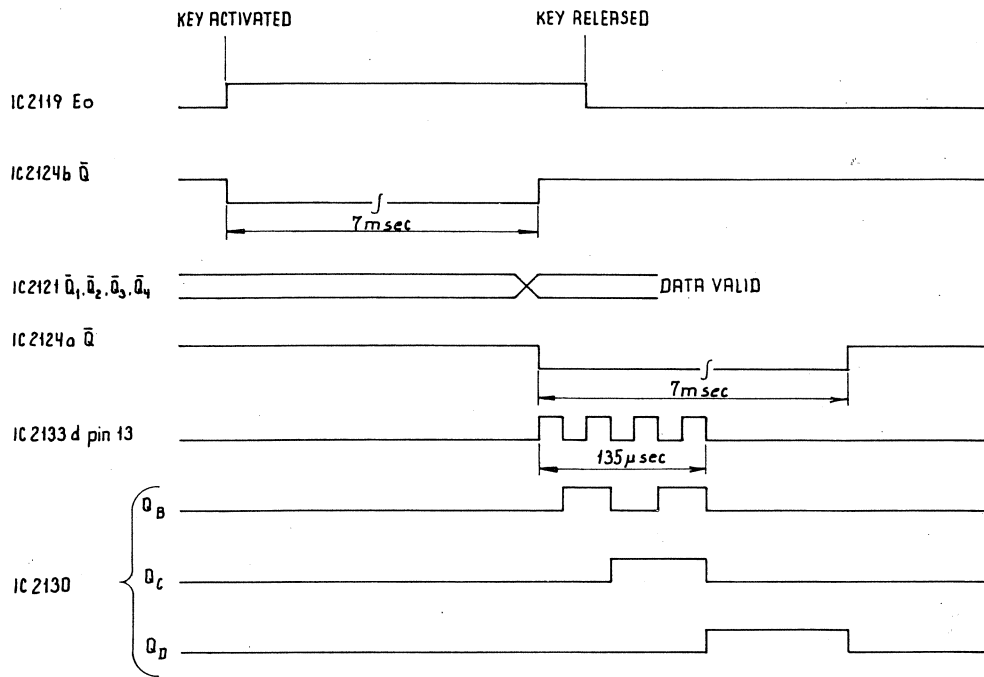 KEY ACTIVATED KEY RELEASED
IC2119 Eo
IC2124b Q̄
7msec
IC2121 Q̄1, Q̄2, Q̄3, Q̄4 DATA VALID
IC2124a Q̄
7msec
IC2133d pin 13
135μsec
QB
QC
IC2130
QD